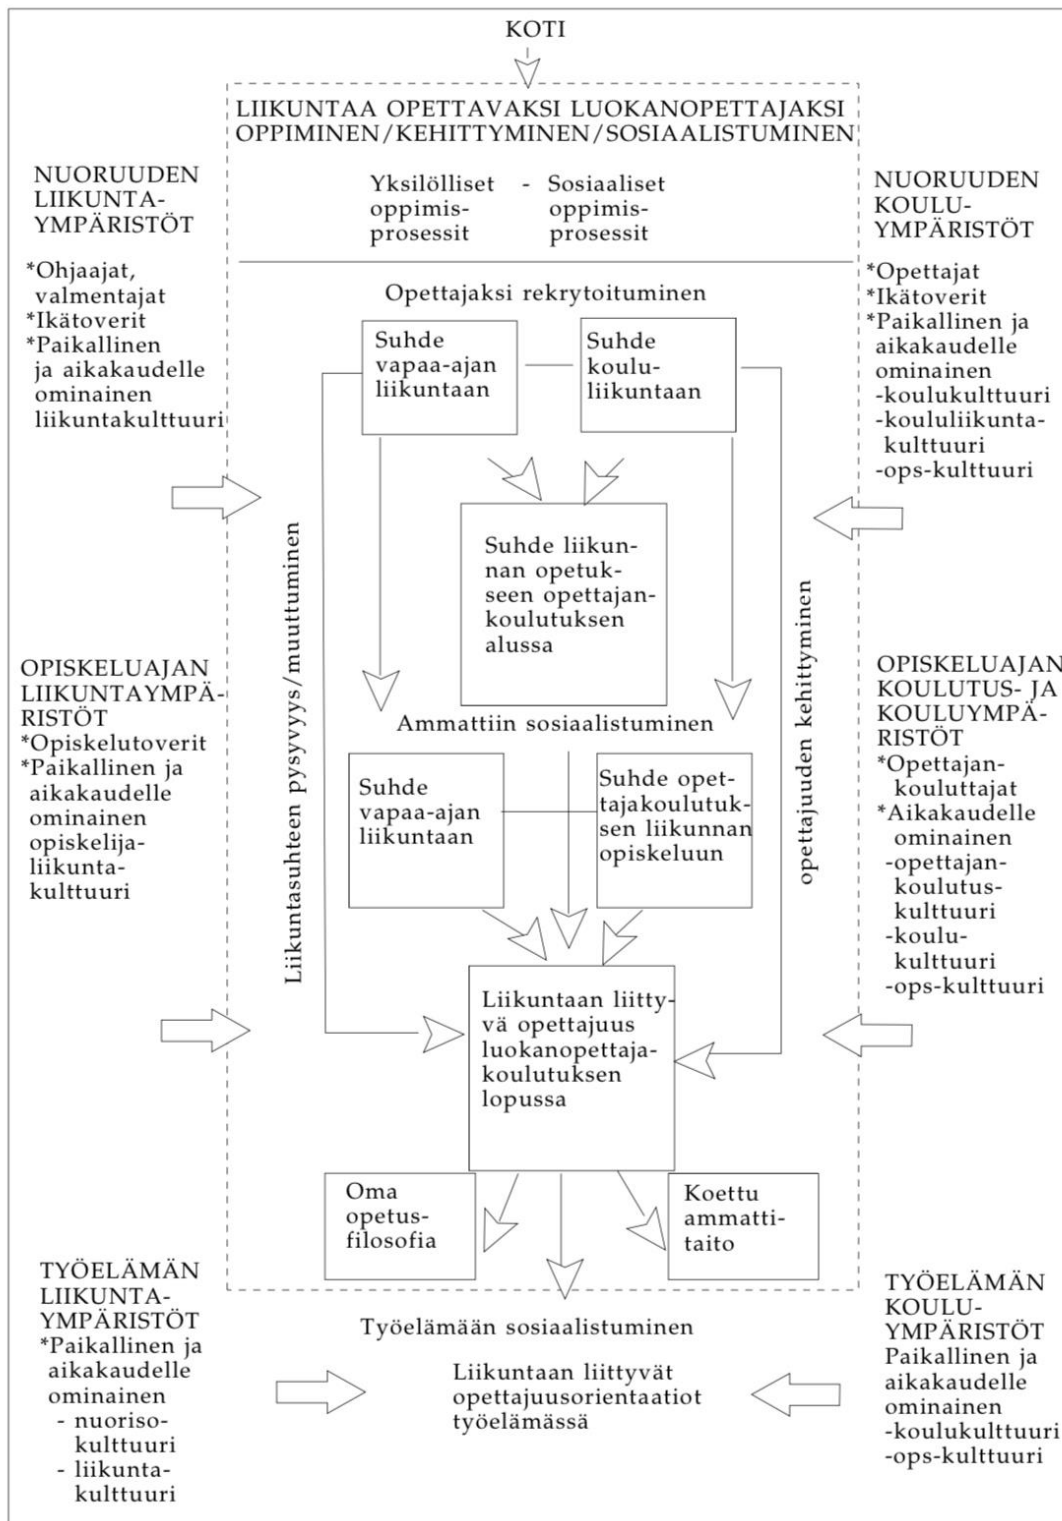 KOTI
LIIKUNTAA OPETTAVAKSI LUOKANOPETTAJAKSI
OPPIMINEN/KEHITTYMINEN/SOSIAALISTUMINEN
NUORUUDEN
LIIKUNTA-
YMPÄRISTÖT
*Ohjaajat,
valmentajat
*Ikätoverit
*Paikallinen
ja aikakaudelle
ominainen
liikuntakulttuuri
Yksilölliset - Sosiaaliset
oppimis- oppimis-
prosessit prosessit
NUORUUDEN
KOULU-
YMPÄRISTÖT
*Opettajat
*Ikätoverit
*Paikallinen ja
aikakaudelle
ominainen
-koulukulttuuri
-koululiikunta-
kulttuuri
-ops-kulttuuri
Opettajaksi rekrytoituminen
Suhde
vapaa-ajan
liikuntaan
Suhde
koulu-
liikuntaan
Suhde liikun-
nan opetuk-
seen opettajan-
koulutuksen
alussa
Liikuntasuhteen pysyvyys/muuttuminen
opettajuuden kehittyminen
OPISKELUAJAN
LIIKUNTAYMPÄ-
RISTÖT
*Opiskelutoverit
*Paikallinen ja
aikakaudelle
ominainen
opiskelija-
liikunta-
kulttuuri
Ammattiin sosiaalistuminen
Suhde
vapaa-ajan
liikuntaan
Suhde opet-
tajakoulutuk-
sen liikunnan
opiskeluun
OPISKELUAJAN
KOULUTUS- JA
KOULUYMPÄ-
RISTÖT
*Opettajan-
kouluttajat
*Aikakaudelle
ominainen
-opettajan-
koulutus-
kulttuuri
-koulu-
kulttuuri
-ops-kulttuuri
Liikuntaan liitty-
vä opettajuus
luokanopettaja-
koulutuksen
lopussa
Oma
opetus-
filosofia
Koettu
ammatti-
taito
TYÖELÄMÄN
LIIKUNTA-
YMPÄRISTÖT
*Paikallinen ja
aikakaudelle
ominainen
- nuoriso-
kulttuuri
- liikunta-
kulttuuri
Työelämään sosiaalistuminen
Liikuntaan liittyvät
opettajuusorientaatiot
työelämässä
TYÖELÄMÄN
KOULU-
YMPÄRISTÖT
Paikallinen ja
aikakaudelle
ominainen
-koulukulttuuri
-ops-kulttuuri